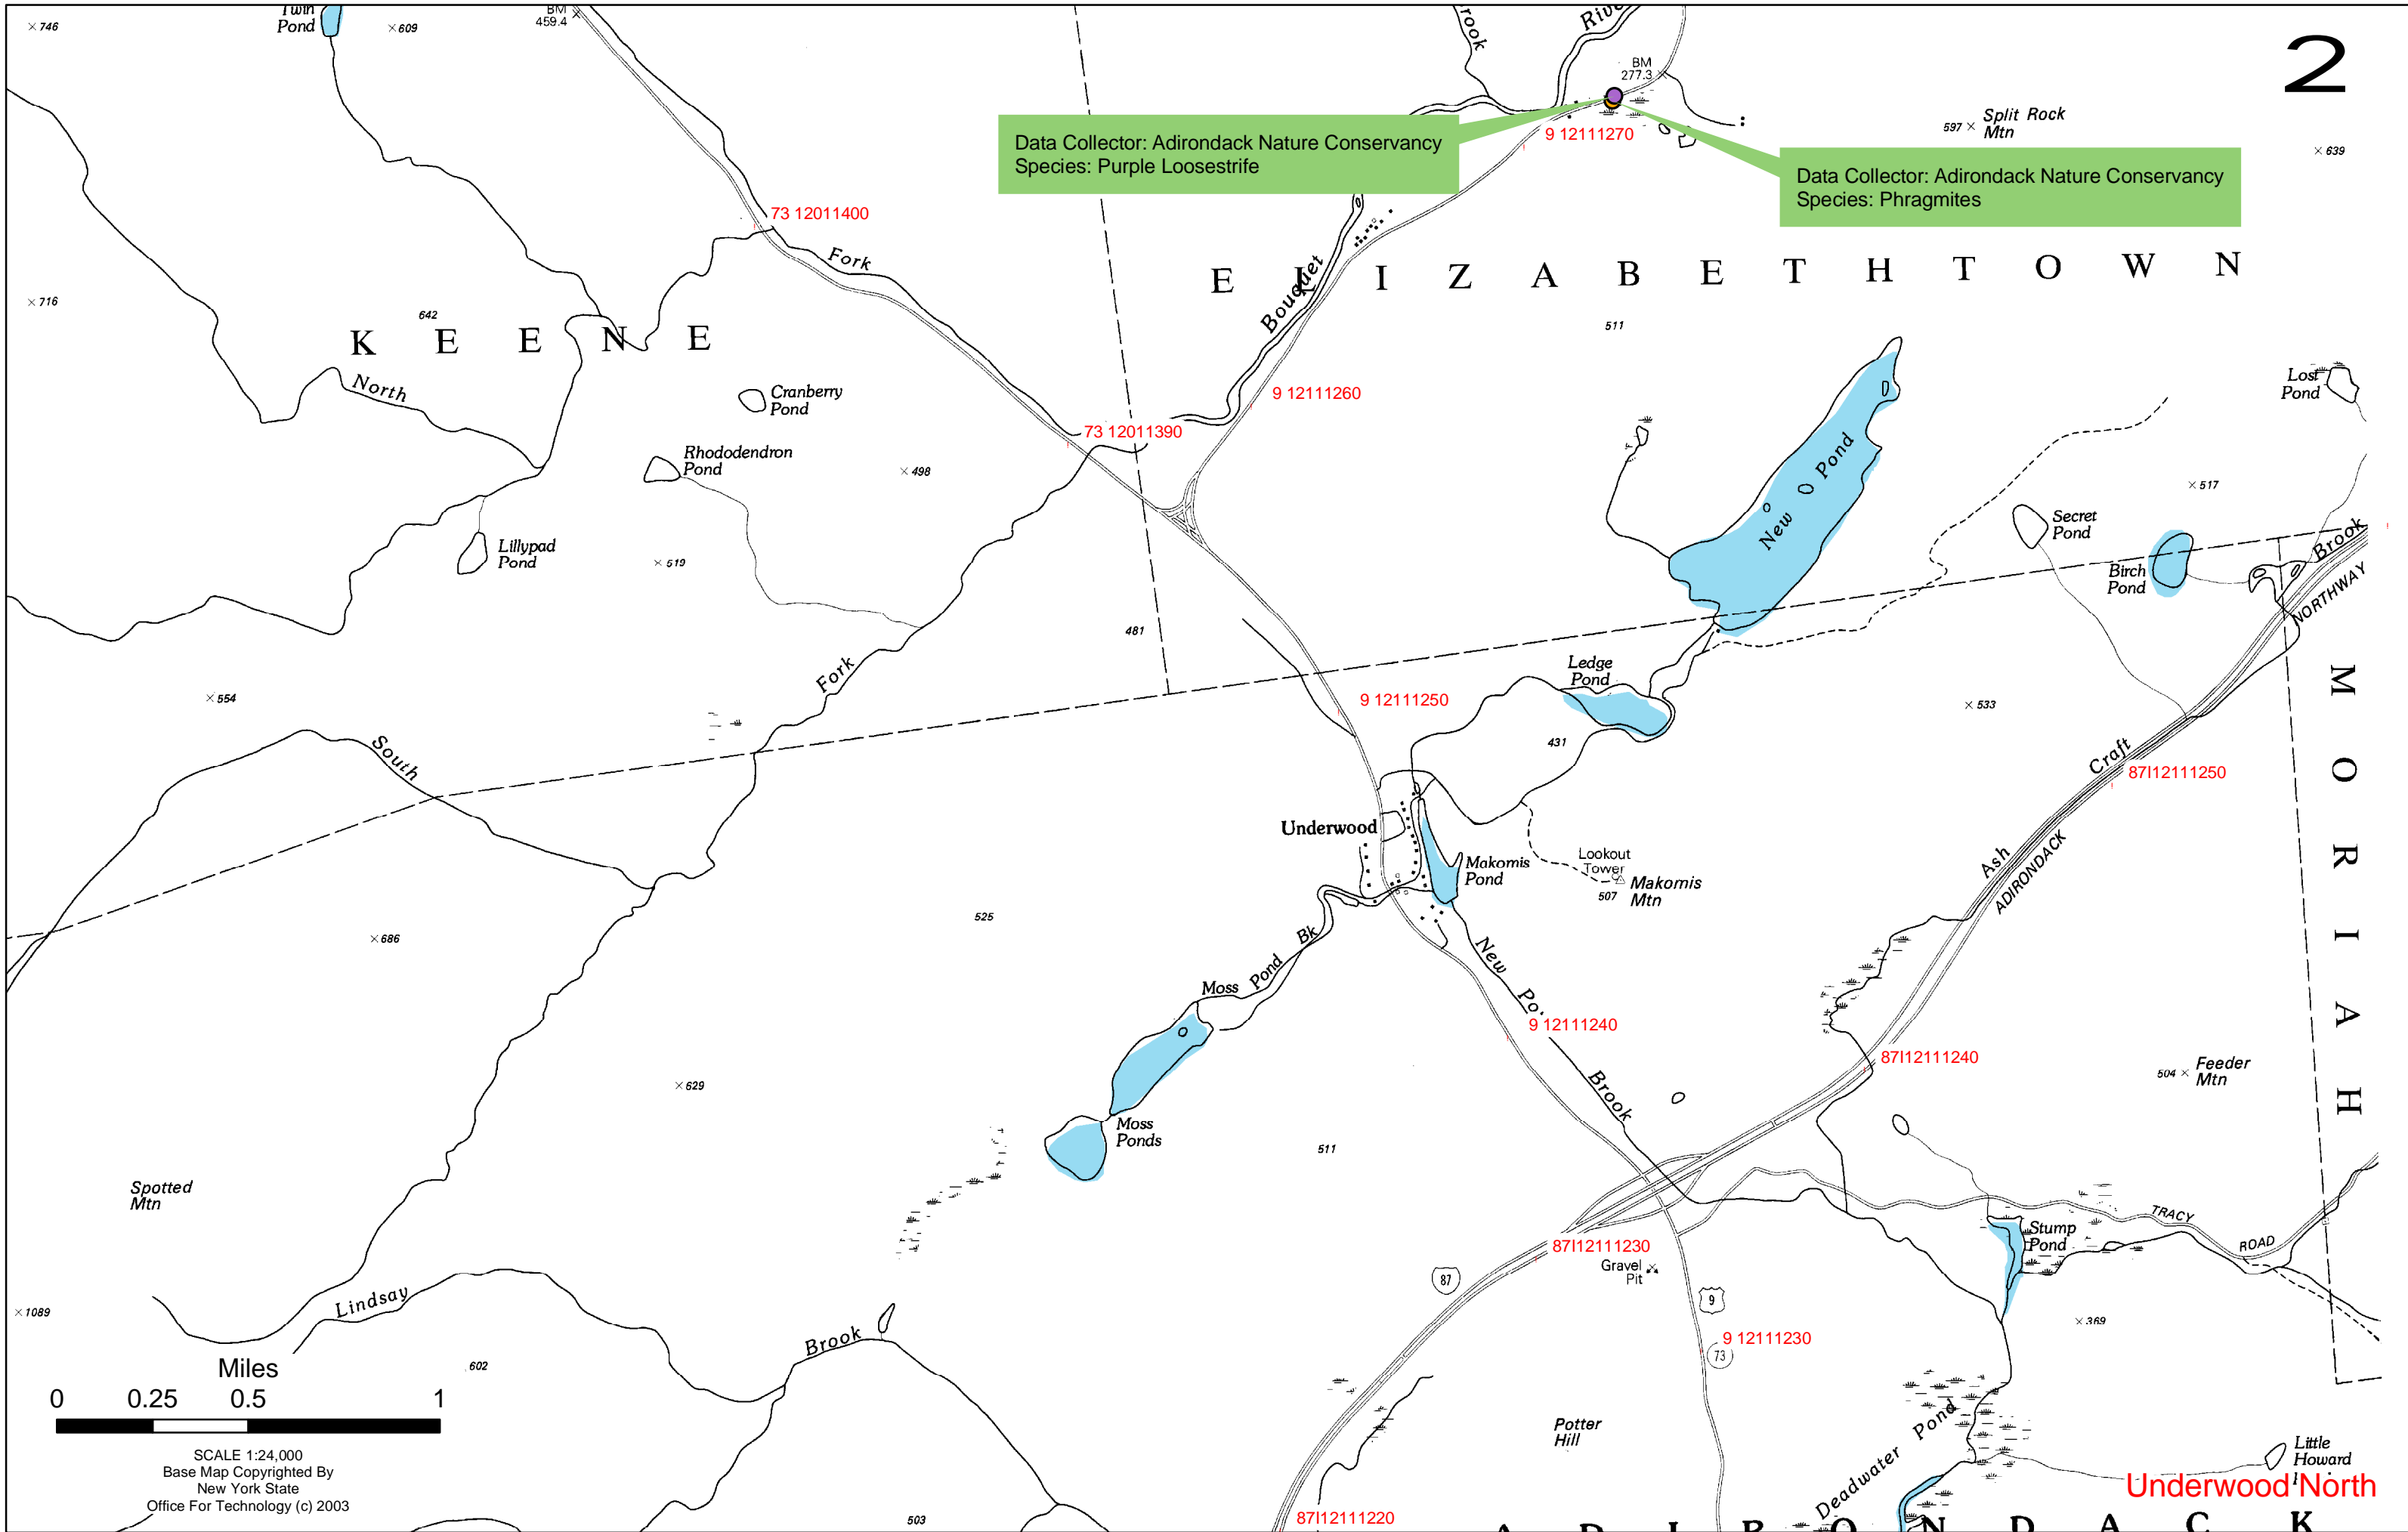 Twin
Pond
746
609
BM
459.4
Brook
River
BM
277.3
2
Split Rock
Mtn
597
639
9 12111270
Data Collector: Adirondack Nature Conservancy
Species: Purple Loosestrife
Data Collector: Adirondack Nature Conservancy
Species: Phragmites
73 12011400
Fork
Bouquet
ELIZABETHTOWN
716
642
KEENE
511
North
Cranberry
Pond
9 12111260
73 12011390
Lost
Pond
Rhododendron
Pond
498
New Pond
517
Secret
Pond
Lillypad
Pond
519
Birch
Pond
Brook
NORTHWAY
481
Fork
Ledge
Pond
554
9 12111250
533
431
MORIAH
South
Craft
87I12111250
Underwood
Makomis
Pond
Lookout
Tower
507
Makomis
Mtn
Ash
ADIRONDACK
525
686
Moss Pond Bk
New
Po
9 12111240
Brook
87I12111240
504
Feeder
Mtn
629
Moss
Ponds
511
Spotted
Mtn
TRACY
ROAD
Stump
Pond
87I12111230
Gravel
Pit
87
9
1089
Lindsay
Brook
369
9 12111230
73
602
Miles
0 0.25 0.5 1
SCALE 1:24,000
Base Map Copyrighted By
New York State
Office For Technology (c) 2003
Potter
Hill
Deadwater Pond
Little
Howard
Underwood North
87I12111220
503
ADIRONDACK